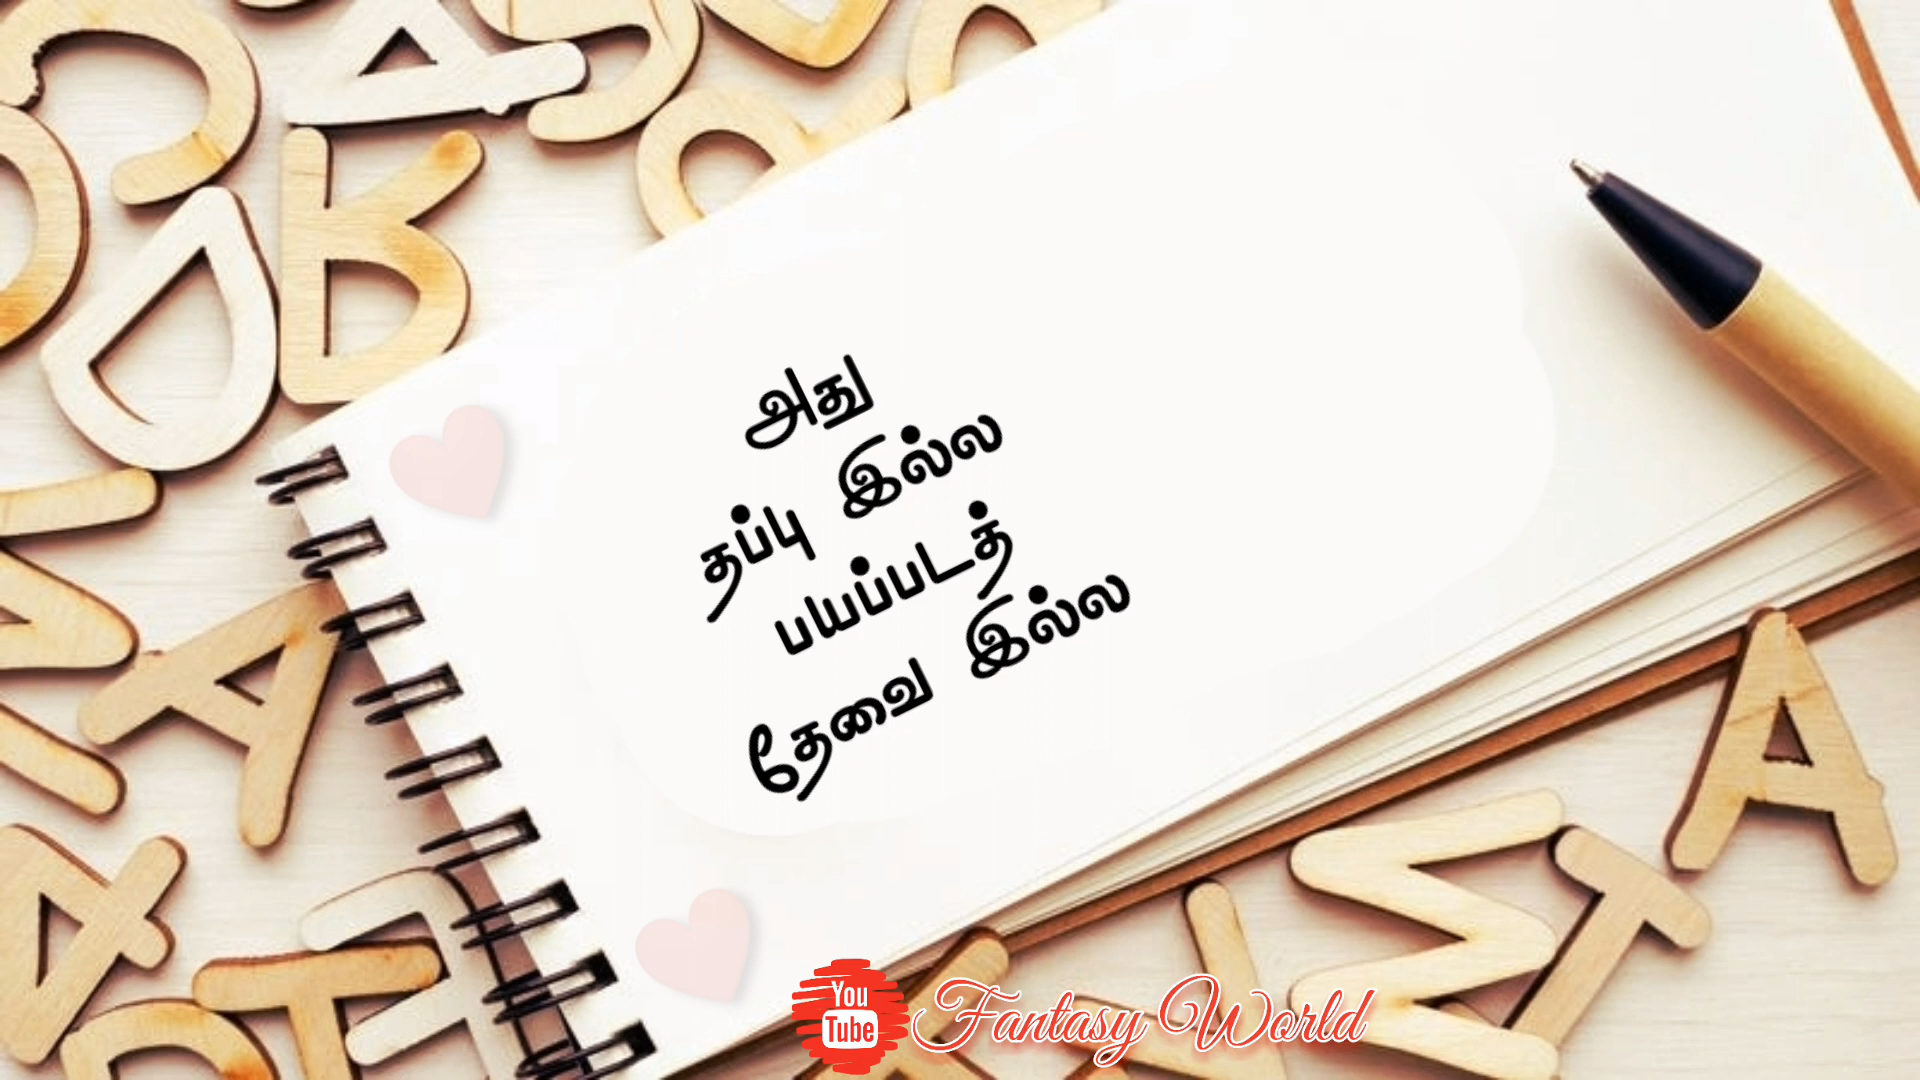 அது
தப்பு இல்ல
பயப்படத்
தேவை இல்ல
You
Tube
Fantasy World